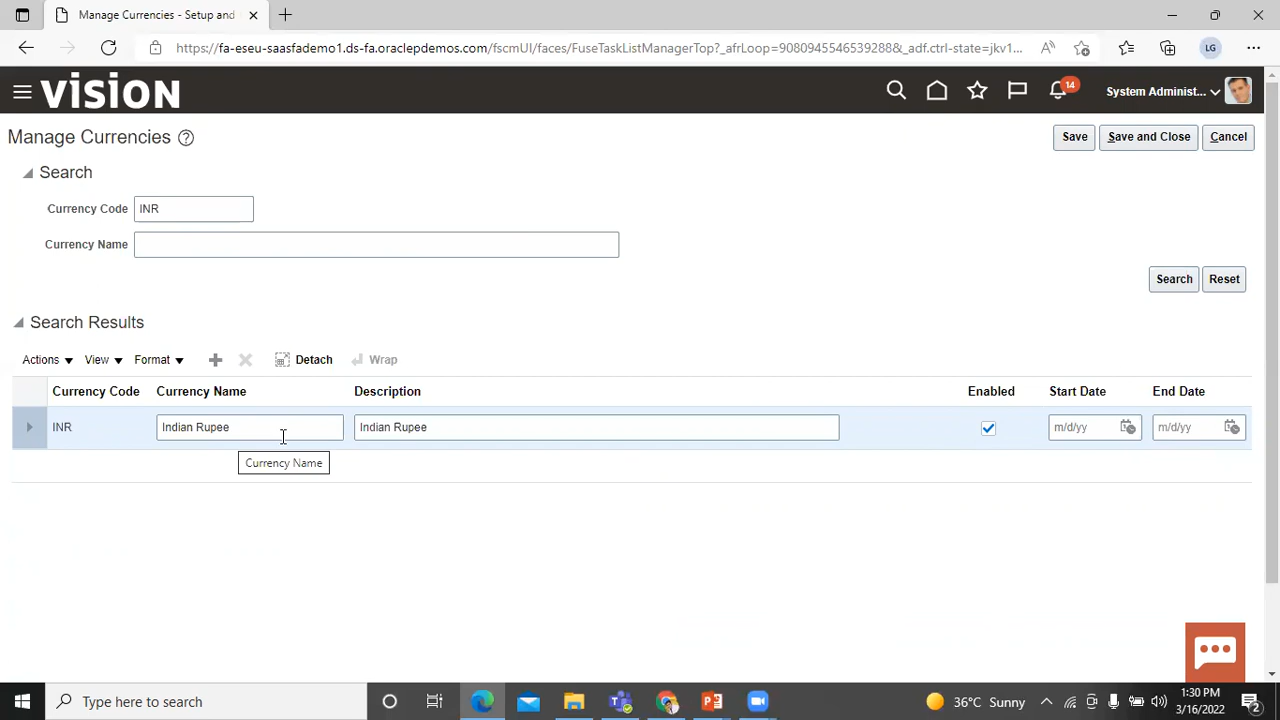 Manage Currencies - Setup and
https://fa-eseu-saasfademo1.ds-fa.oraclepdemos.com/fscmUI/faces/FuseTaskListManagerTop?_afrLoop=9080945546539288&_adf.ctrl-state=jkv1...
LG
VISION
14
System Administ...
Manage Currencies
Save
Save and Close
Cancel
Search
Currency Code INR
Currency Name
Search
Reset
Search Results
Actions View Format Detach Wrap
Currency Code Currency Name Description Enabled Start Date End Date
INR Indian Rupee Indian Rupee m/d/yy m/d/yy
Currency Name
Type here to search
36°C Sunny
1:30 PM
3/16/2022
2